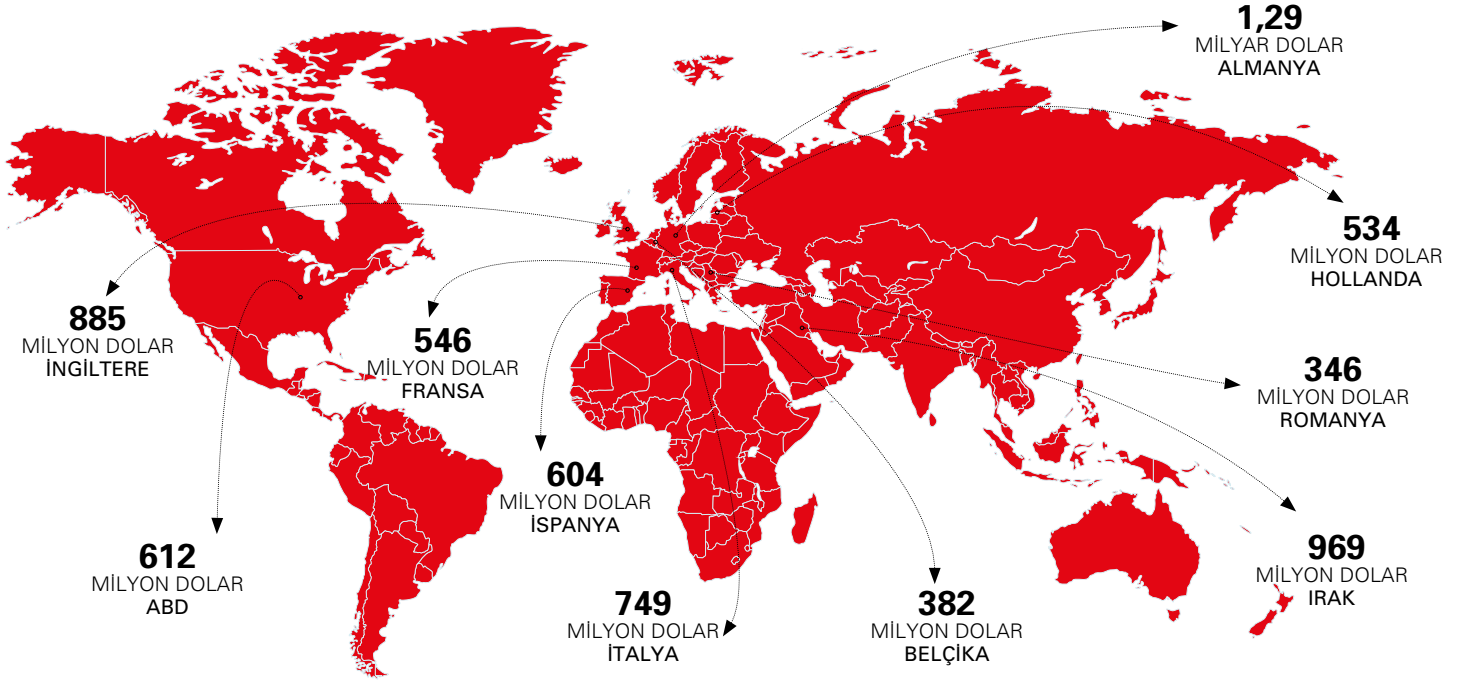 1,29
MİLYAR DOLAR
ALMANYA
534
MİLYON DOLAR
HOLLANDA
885
MİLYON DOLAR
İNGİLTERE
546
MİLYON DOLAR
FRANSA
346
MİLYON DOLAR
ROMANYA
604
MİLYON DOLAR
İSPANYA
612
MİLYON DOLAR
ABD
969
MİLYON DOLAR
IRAK
749
MİLYON DOLAR
İTALYA
382
MİLYON DOLAR
BELÇİKA